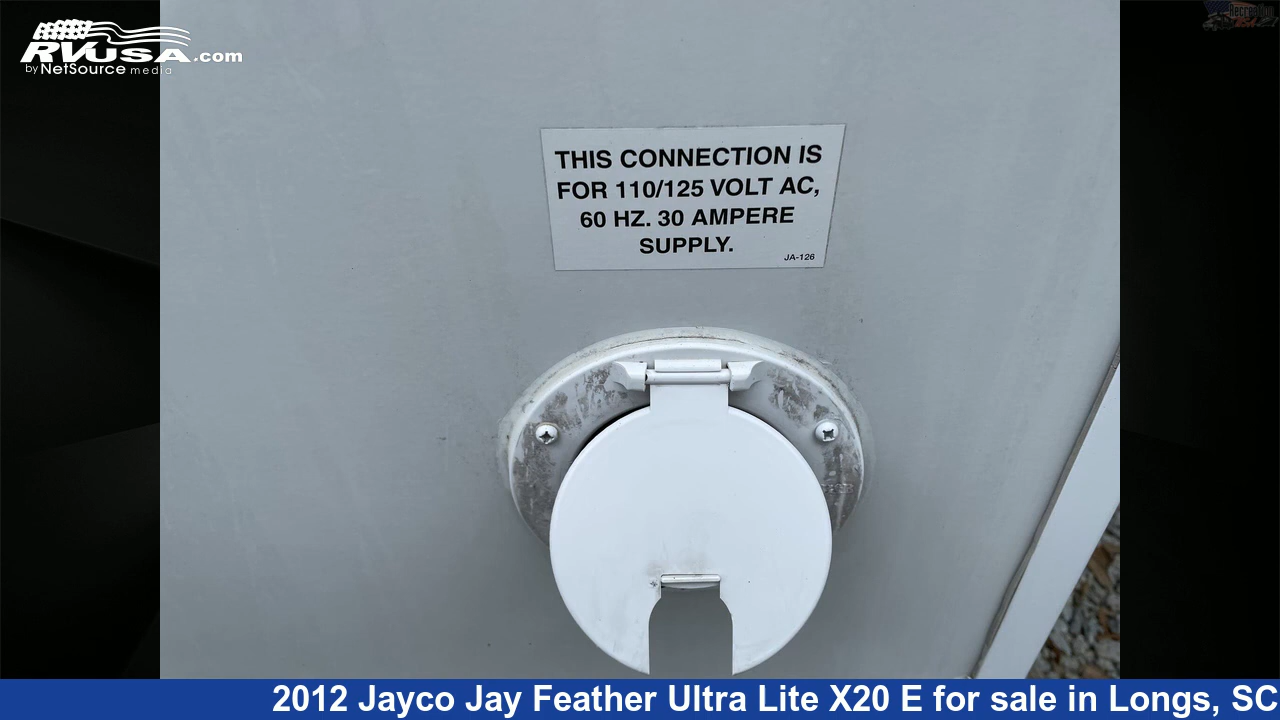 RVUSA.com
by NetSource media
Recreation
THIS CONNECTION IS
FOR 110/125 VOLT AC,
60 HZ. 30 AMPERE
SUPPLY.
JA-126
2012 Jayco Jay Feather Ultra Lite X20 E for sale in Longs, SC